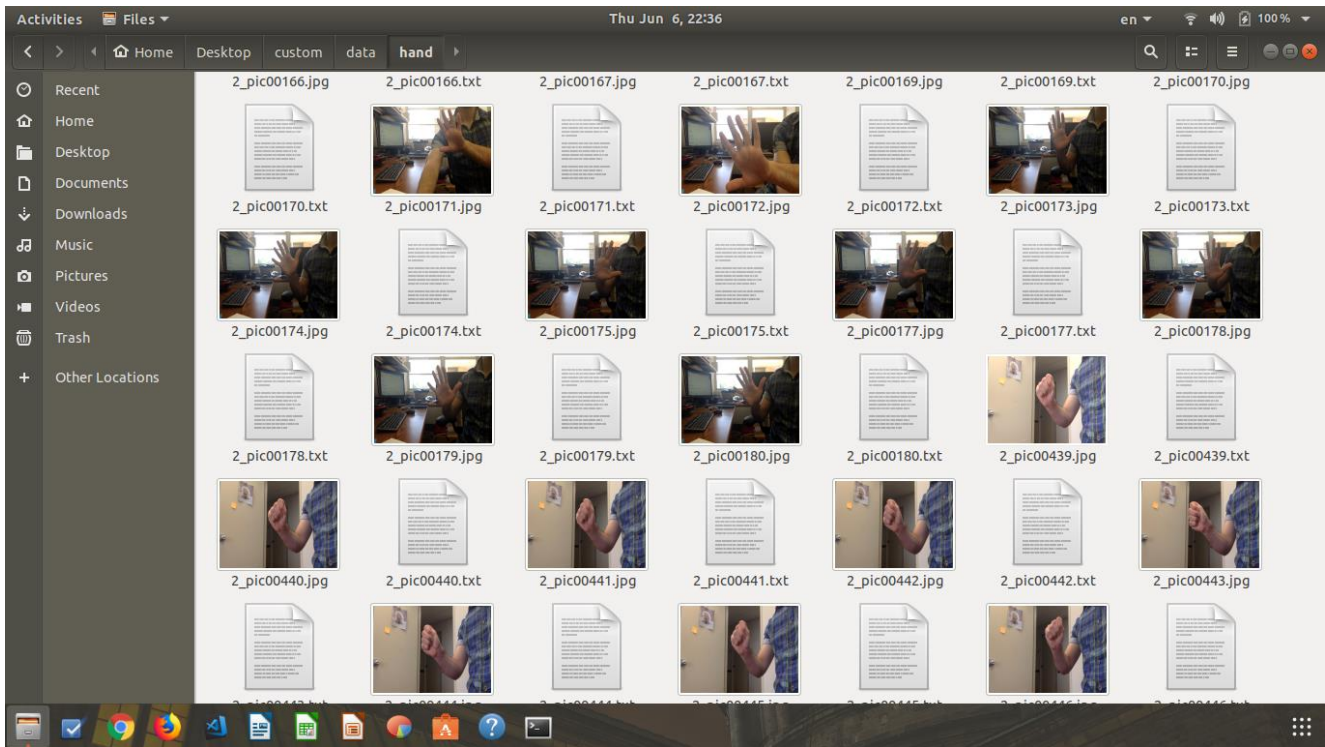 Activities Files Thu Jun 6, 22:36 en 100%
Home Desktop custom data hand
Recent
Home
Desktop
Documents
Downloads
Music
Pictures
Videos
Trash
Other Locations
2_pic00166.jpg 2_pic00166.txt 2_pic00167.jpg 2_pic00167.txt 2_pic00169.jpg 2_pic00169.txt 2_pic00170.jpg
2_pic00170.txt 2_pic00171.jpg 2_pic00171.txt 2_pic00172.jpg 2_pic00172.txt 2_pic00173.jpg 2_pic00173.txt
2_pic00174.jpg 2_pic00174.txt 2_pic00175.jpg 2_pic00175.txt 2_pic00177.jpg 2_pic00177.txt 2_pic00178.jpg
2_pic00178.txt 2_pic00179.jpg 2_pic00179.txt 2_pic00180.jpg 2_pic00180.txt 2_pic00439.jpg 2_pic00439.txt
2_pic00440.jpg 2_pic00440.txt 2_pic00441.jpg 2_pic00441.txt 2_pic00442.jpg 2_pic00442.txt 2_pic00443.jpg